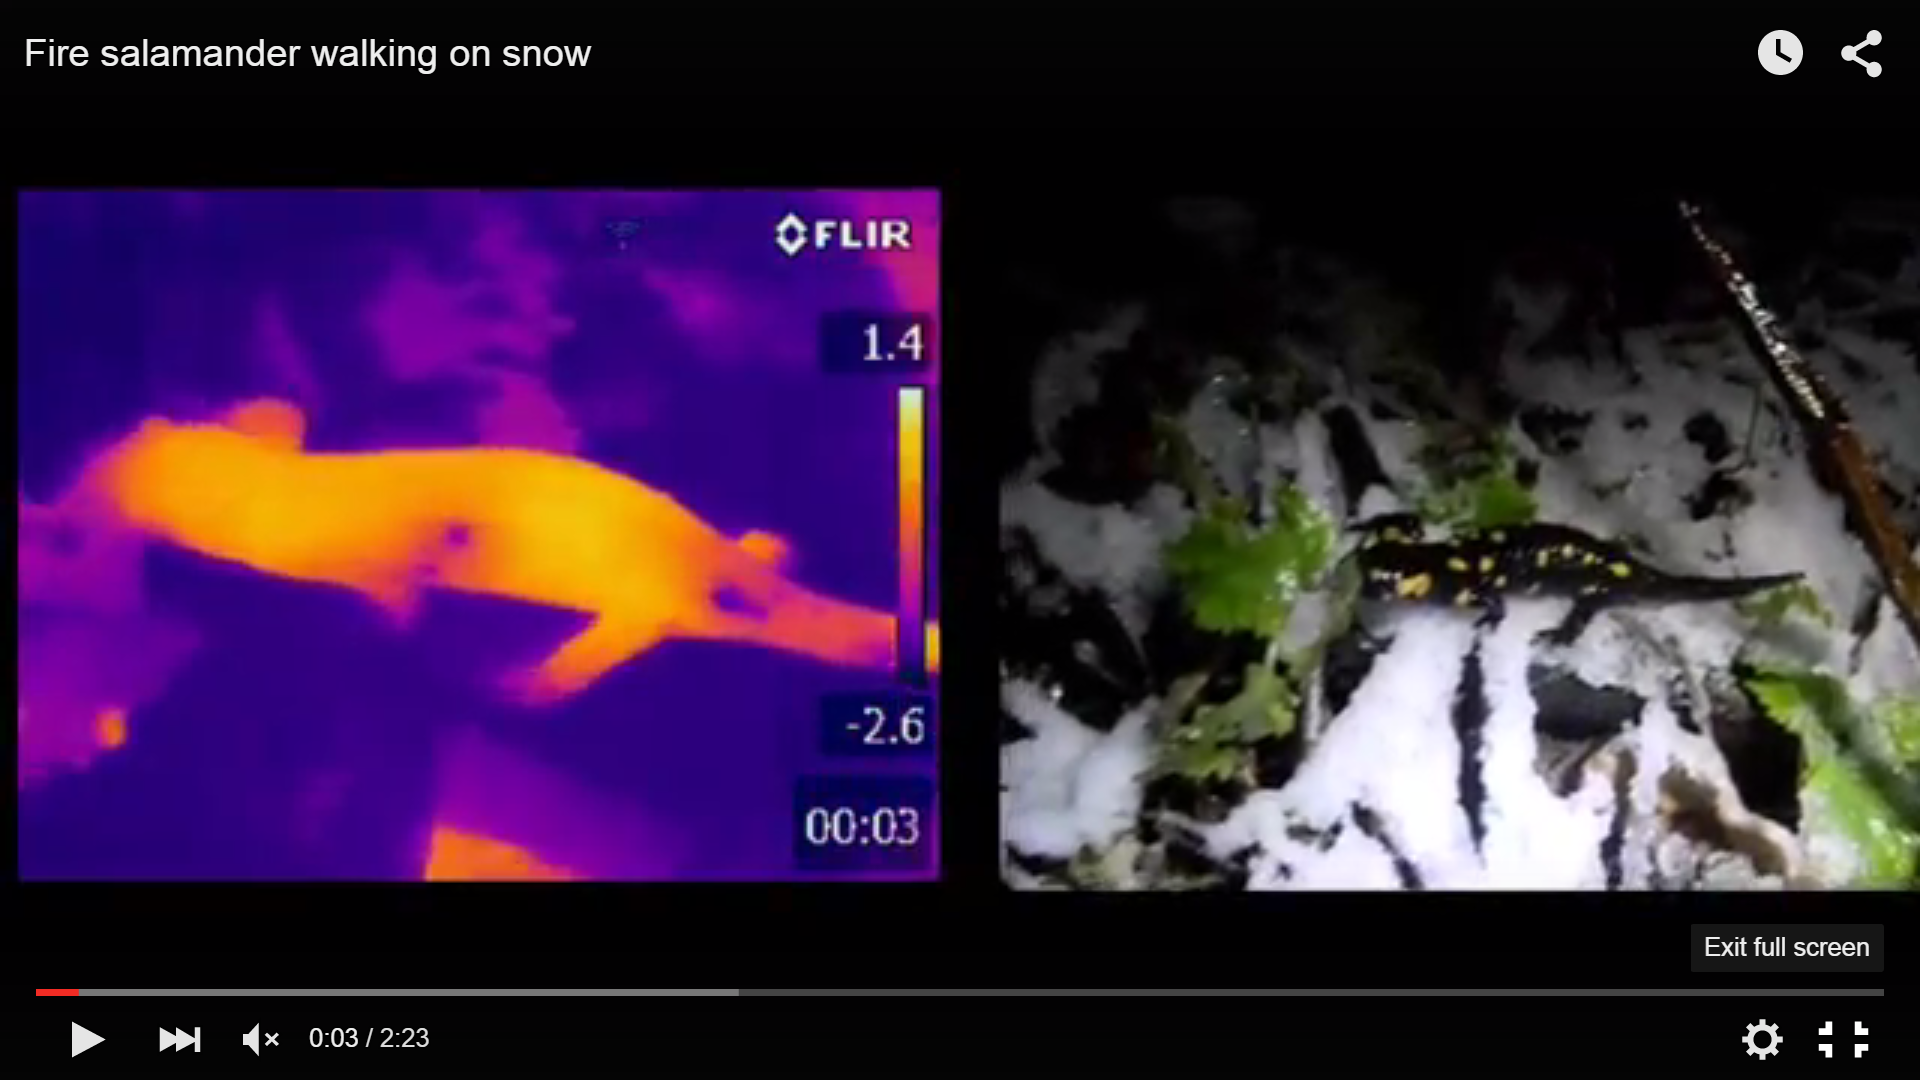 Fire salamander walking on snow
FLIR
1.4
-2.6
00:03
Exit full screen
0:03 / 2:23